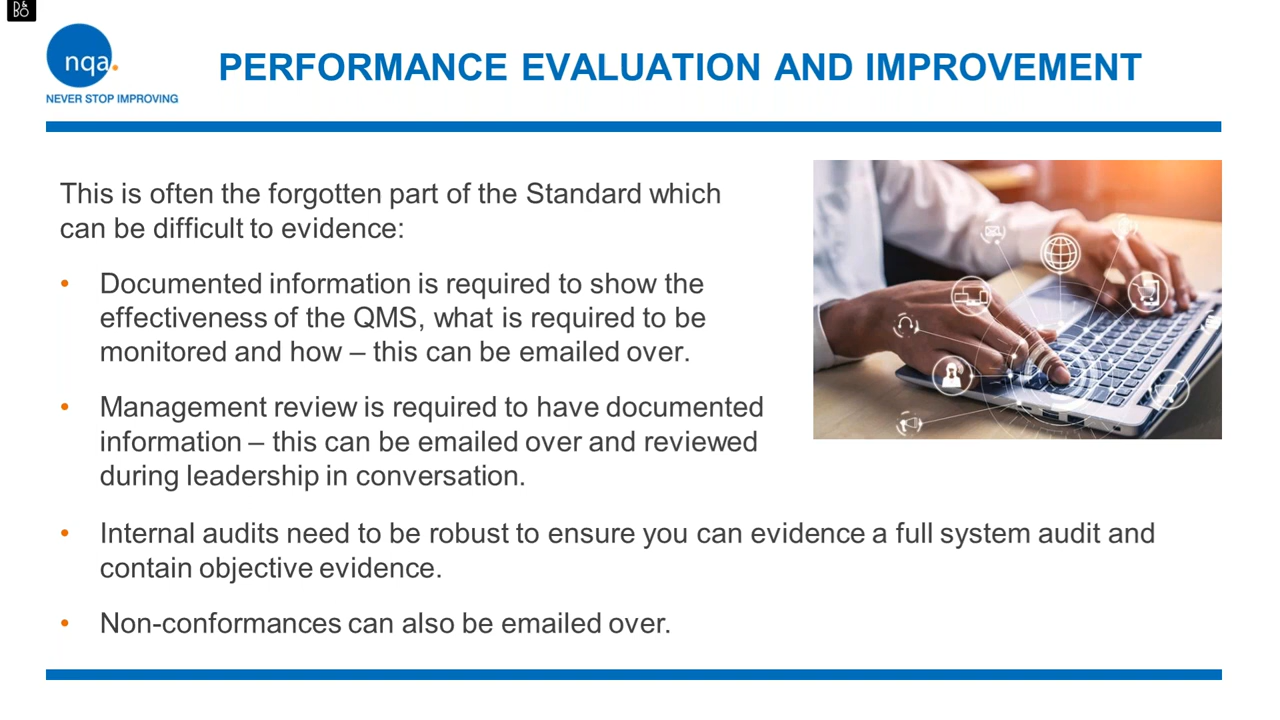 B&O
nqa.
NEVER STOP IMPROVING
PERFORMANCE EVALUATION AND IMPROVEMENT
This is often the forgotten part of the Standard which
can be difficult to evidence:
• Documented information is required to show the
effectiveness of the QMS, what is required to be
monitored and how – this can be emailed over.
• Management review is required to have documented
information – this can be emailed over and reviewed
during leadership in conversation.
• Internal audits need to be robust to ensure you can evidence a full system audit and
contain objective evidence.
• Non-conformances can also be emailed over.